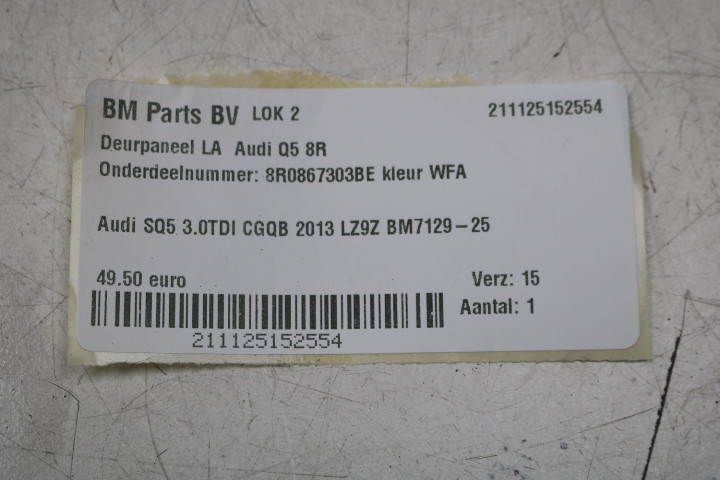 BM Parts BV LOK 2 211125152554
Deurpaneel LA Audi Q5 8R
Onderdeelnummer: 8R0867303BE kleur WFA
Audi SQ5 3.0TDI CGQB 2013 LZ9Z BM7129-25
49.50 euro Verz: 15
Aantal: 1
211125152554